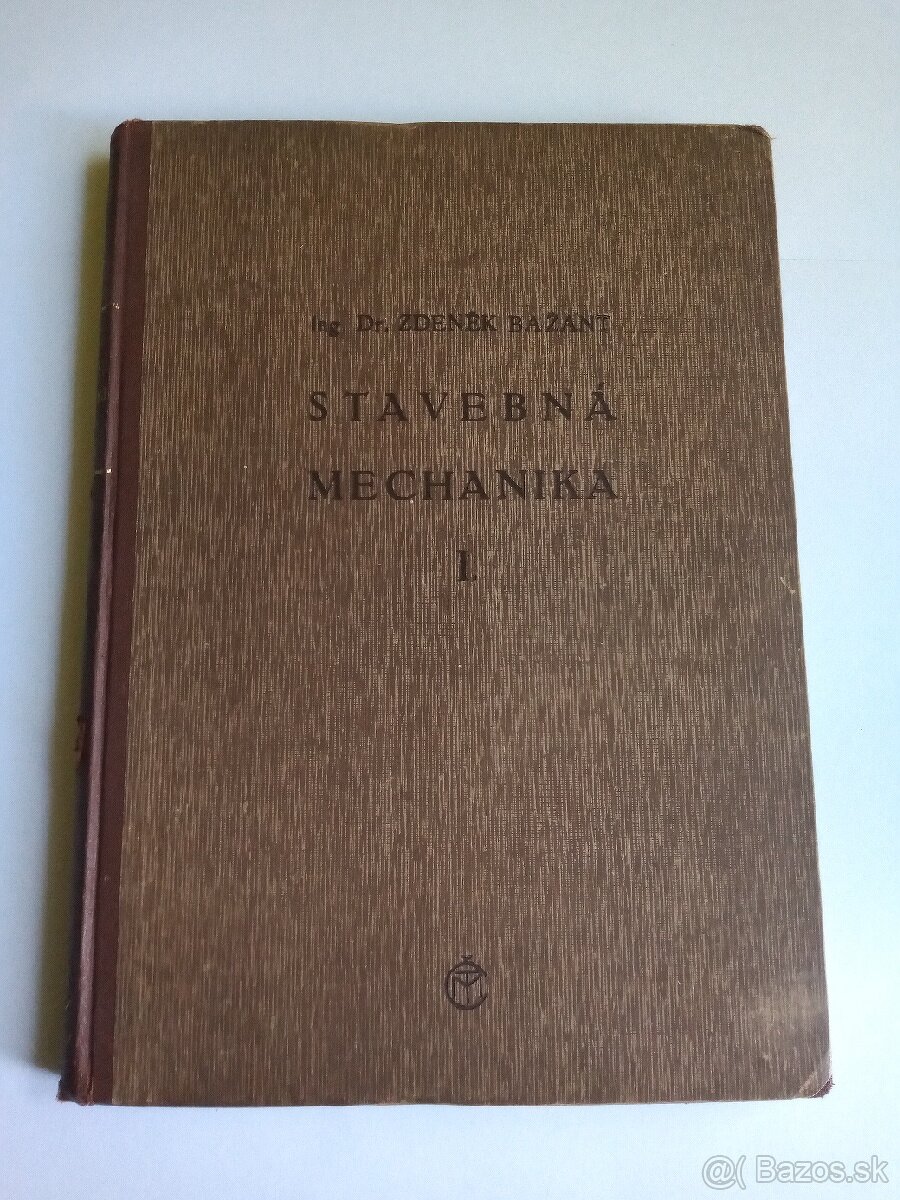 Ing. Dr. ZDENĚK BAŽANT
STAVEBNÁ
MECHANIKA
I.
@( Bazos.sk